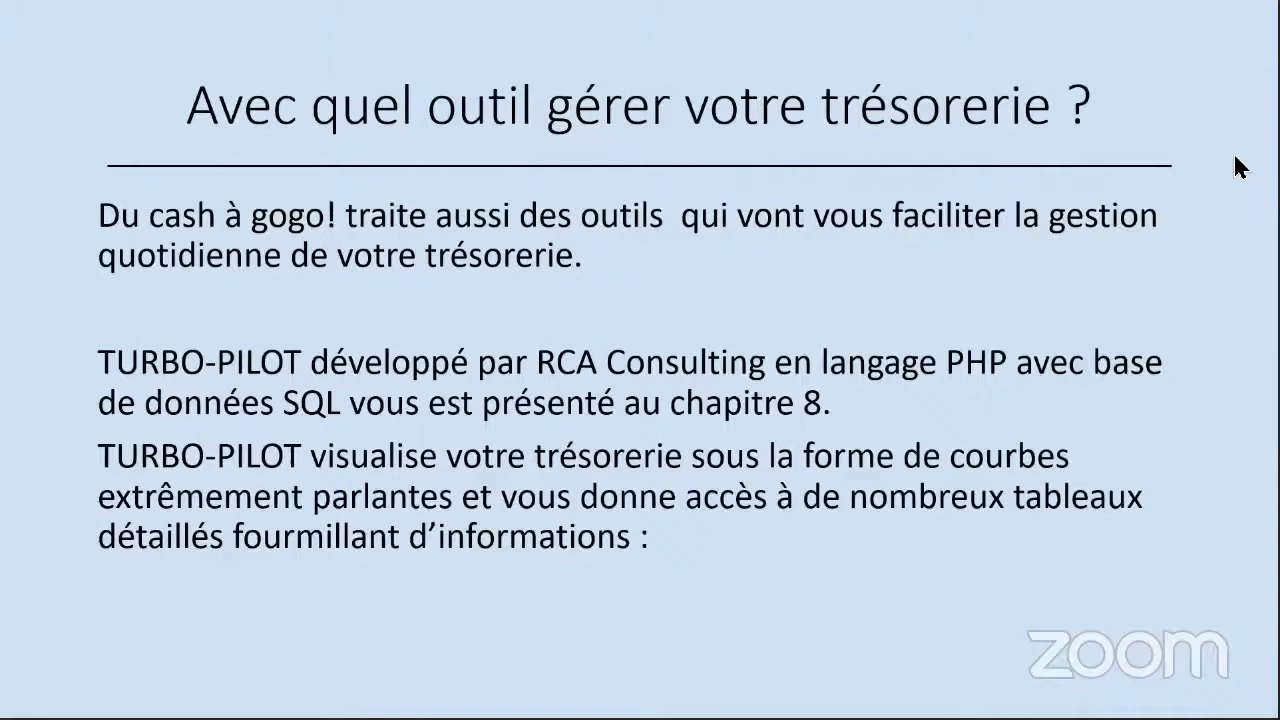 Avec quel outil gérer votre trésorerie ?
Du cash à gogo! traite aussi des outils  qui vont vous faciliter la gestion
quotidienne de votre trésorerie.
TURBO-PILOT développé par RCA Consulting en langage PHP avec base
de données SQL vous est présenté au chapitre 8.
TURBO-PILOT visualise votre trésorerie sous la forme de courbes
extrêmement parlantes et vous donne accès à de nombreux tableaux
détaillés fourmillant d’informations :
zoom